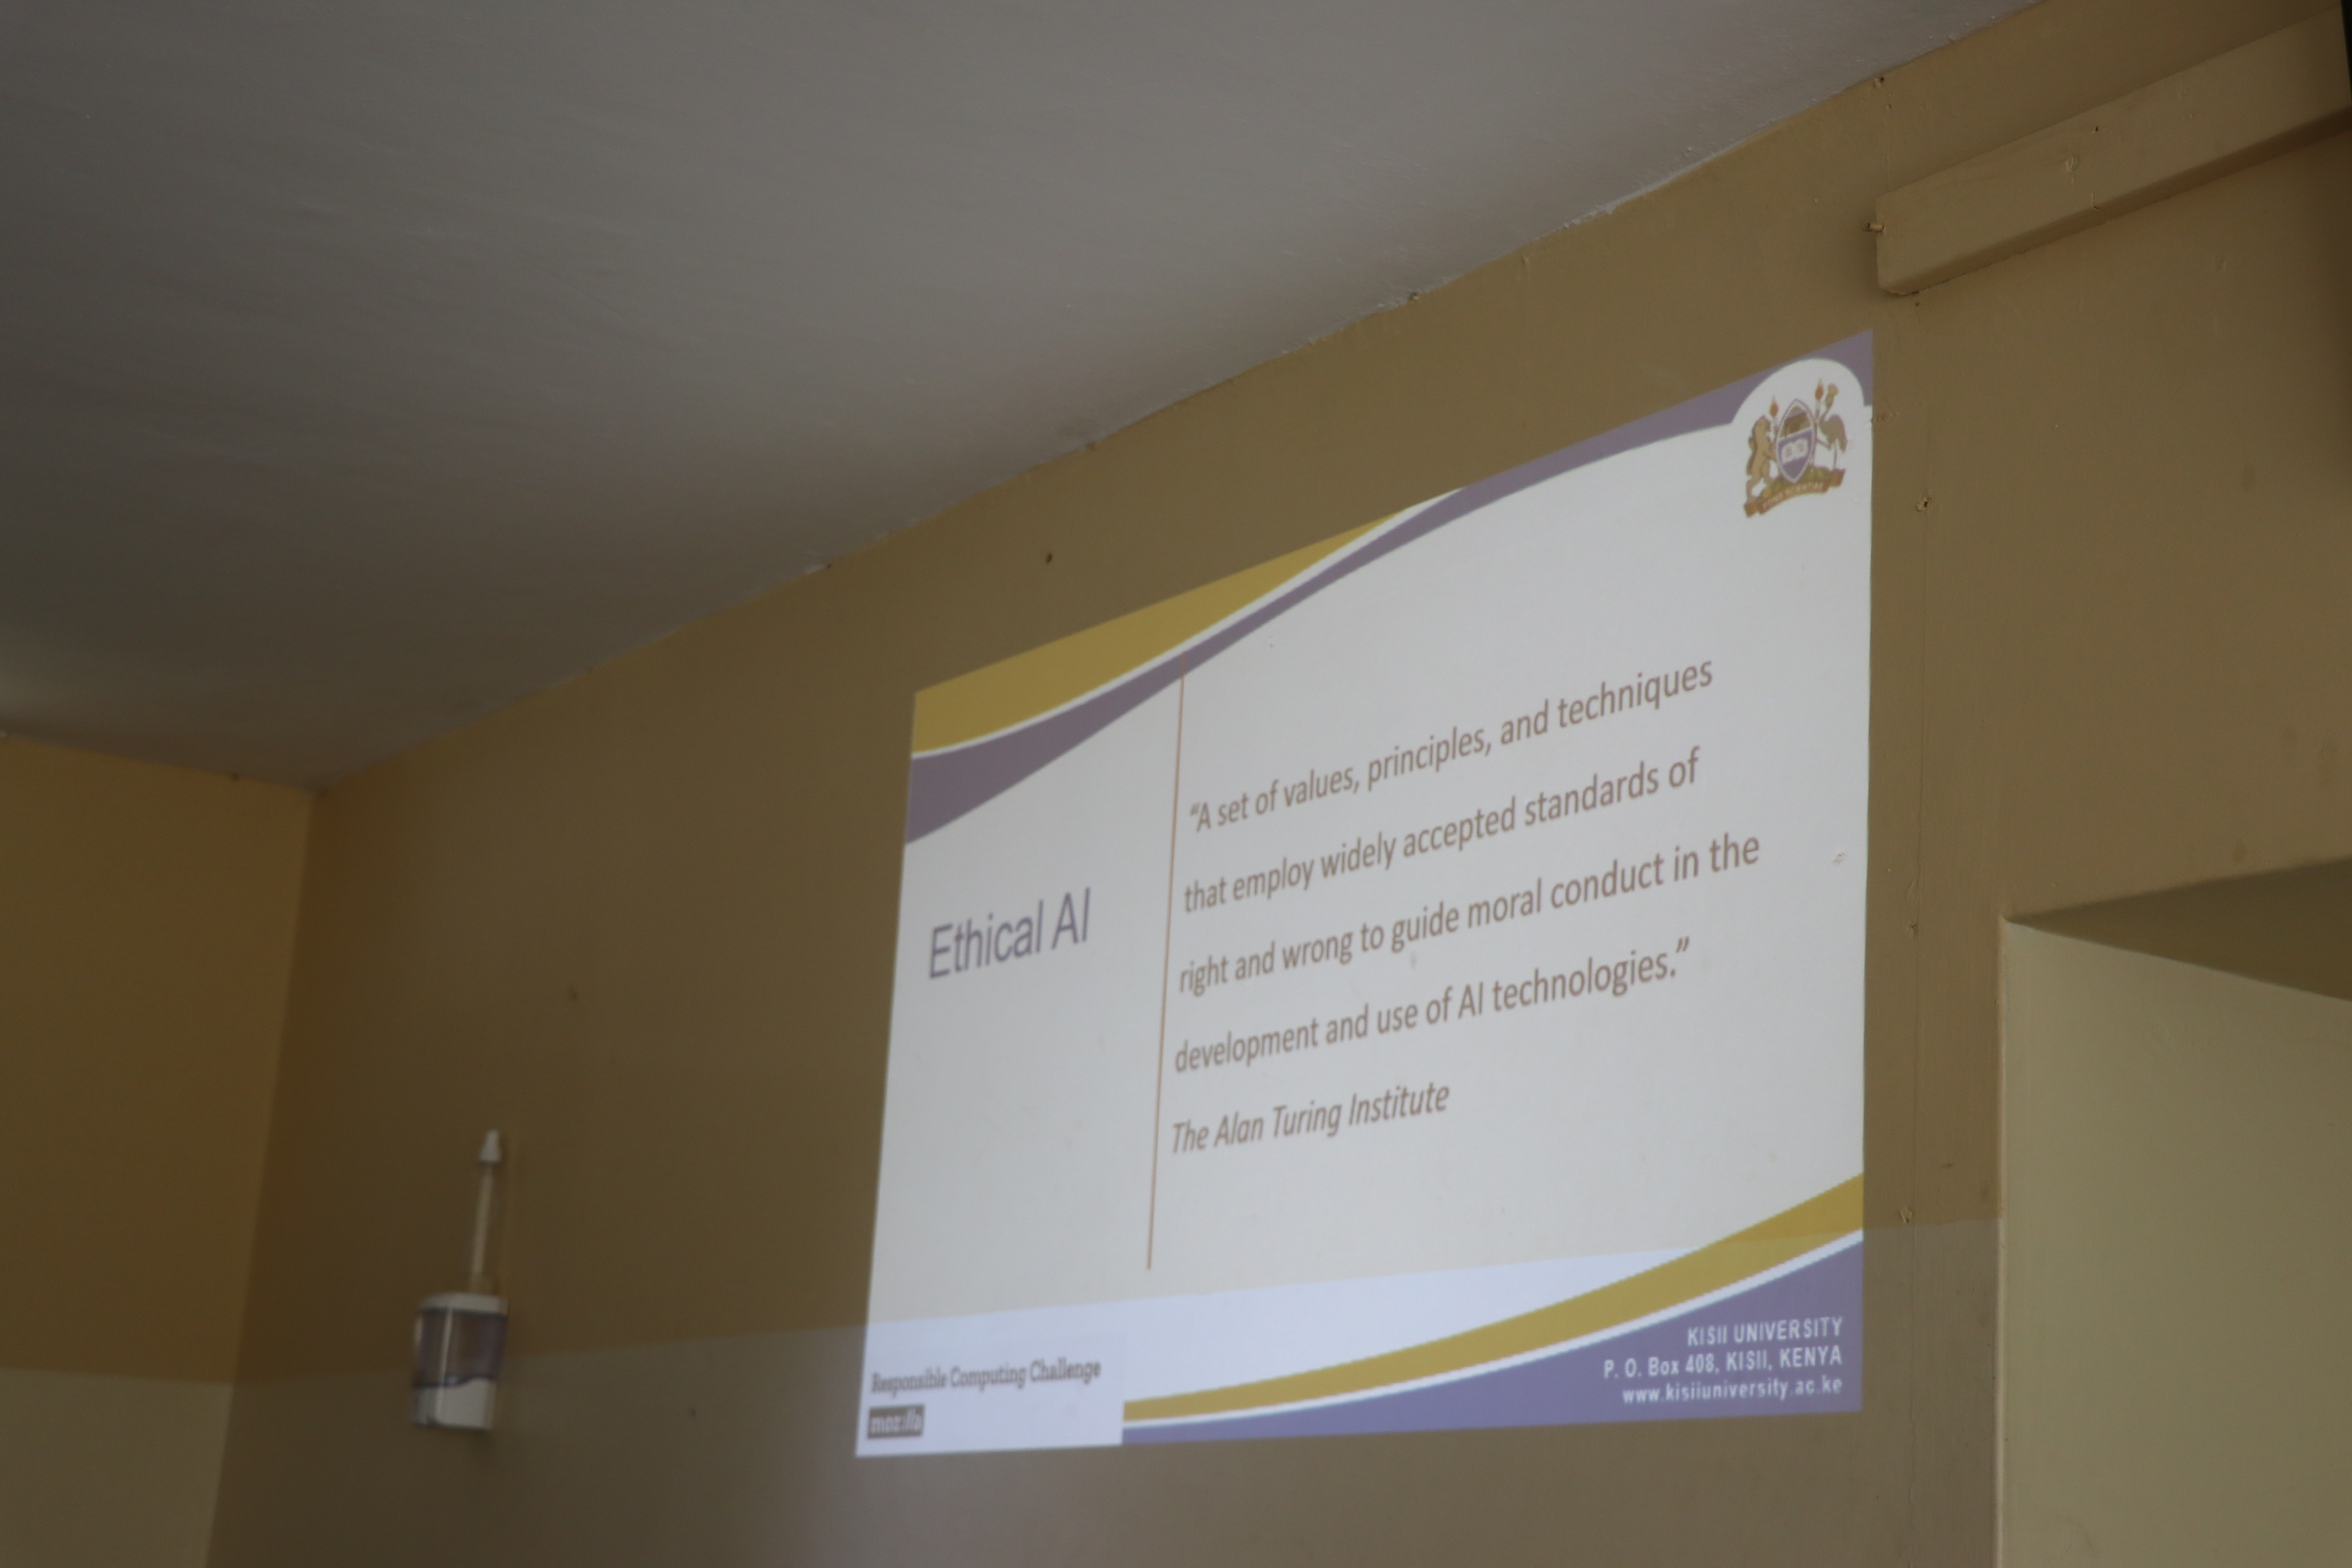 Ethical AI
“A set of values, principles, and techniques
that employ widely accepted standards of
right and wrong to guide moral conduct in the
development and use of AI technologies.”
The Alan Turing Institute
Responsible Computing Challenge
moz://a
KISII UNIVERSITY
P. O. Box 408, KISII, KENYA
www.kisiiuniversity.ac.ke